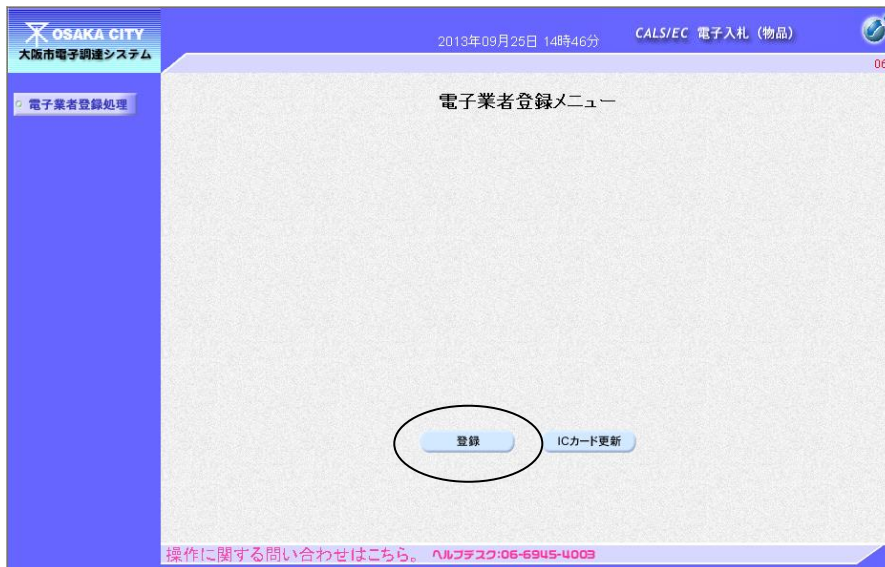 OSAKA CITY
大阪市電子調達システム
2013年09月25日 14時46分
CALS/EC 電子入札（物品）
06
電子業者登録処理
電子業者登録メニュー
登録
ICカード更新
操作に関する問い合わせはこちら。 ヘルプデスク:06-6945-4003